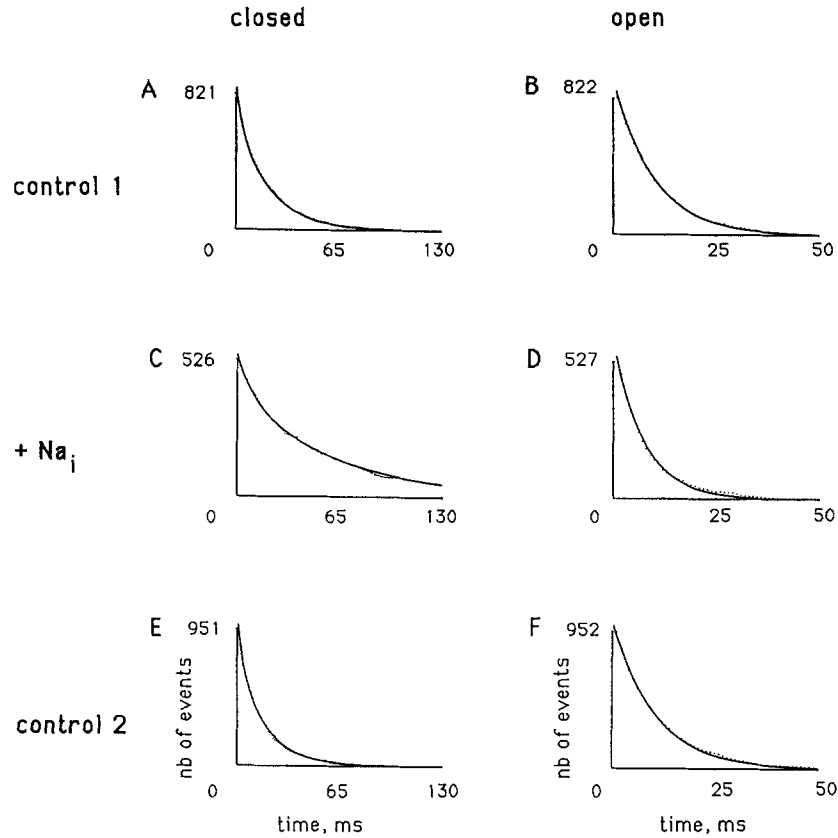 closed
open
A
821
B
822
control 1
0
65
130
0
25
50
C
526
D
527
+ Na i
0
65
130
0
25
50
E
951
F
952
nb of events
nb of events
control 2
0
65
130
0
25
50
time, ms
time, ms